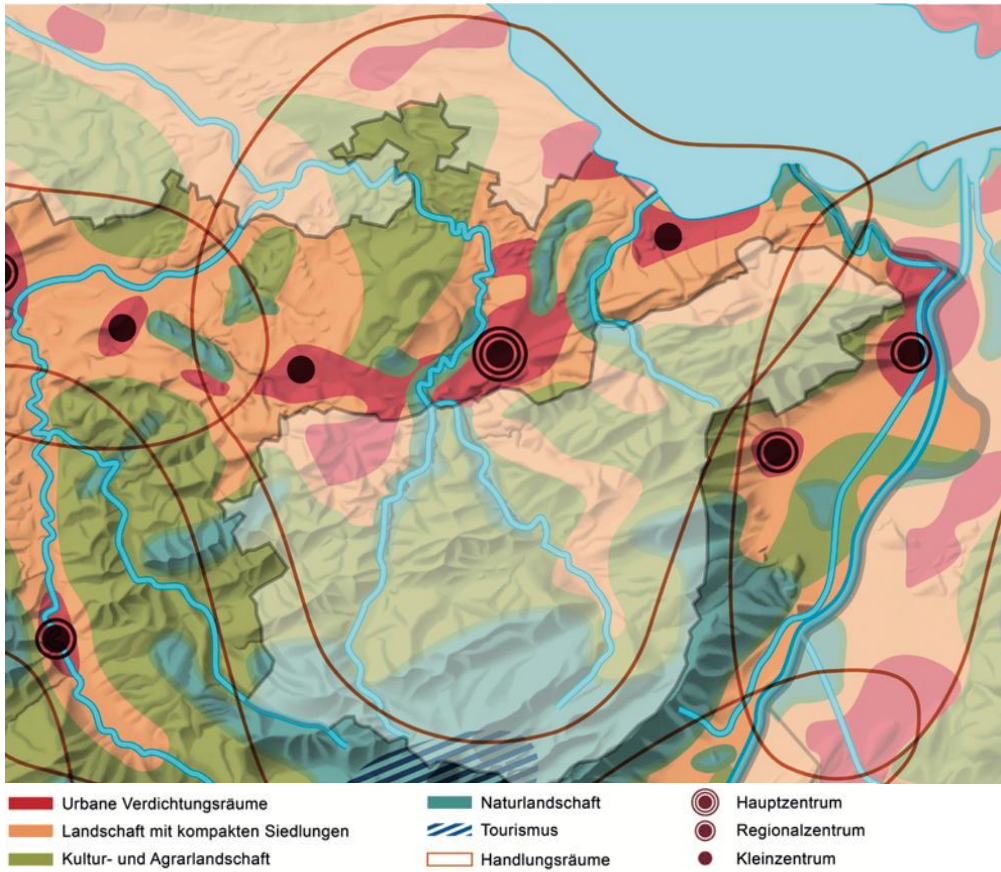 Urbane Verdichtungsräume
Landschaft mit kompakten Siedlungen
Kultur- und Agrarlandschaft
Naturlandschaft
Tourismus
Handlungsräume
Hauptzentrum
Regionalzentrum
Kleinzentrum